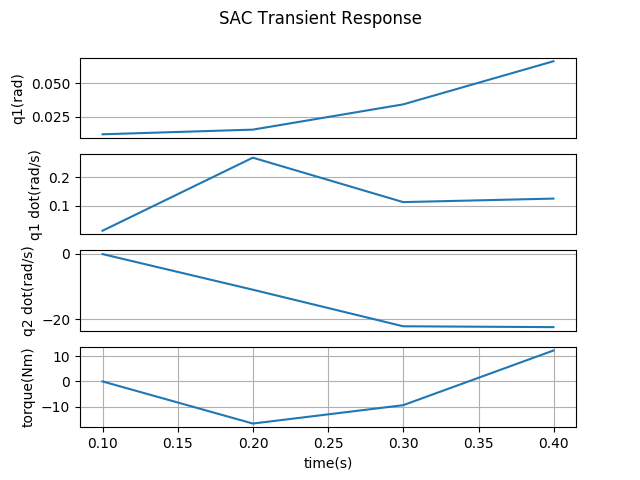 SAC Transient Response
q1(rad)
0.050
0.025
q1 dot(rad/s)
0.2
0.1
q2 dot(rad/s)
0
−20
torque(Nm)
10
0
−10
0.10 0.15 0.20 0.25 0.30 0.35 0.40
time(s)